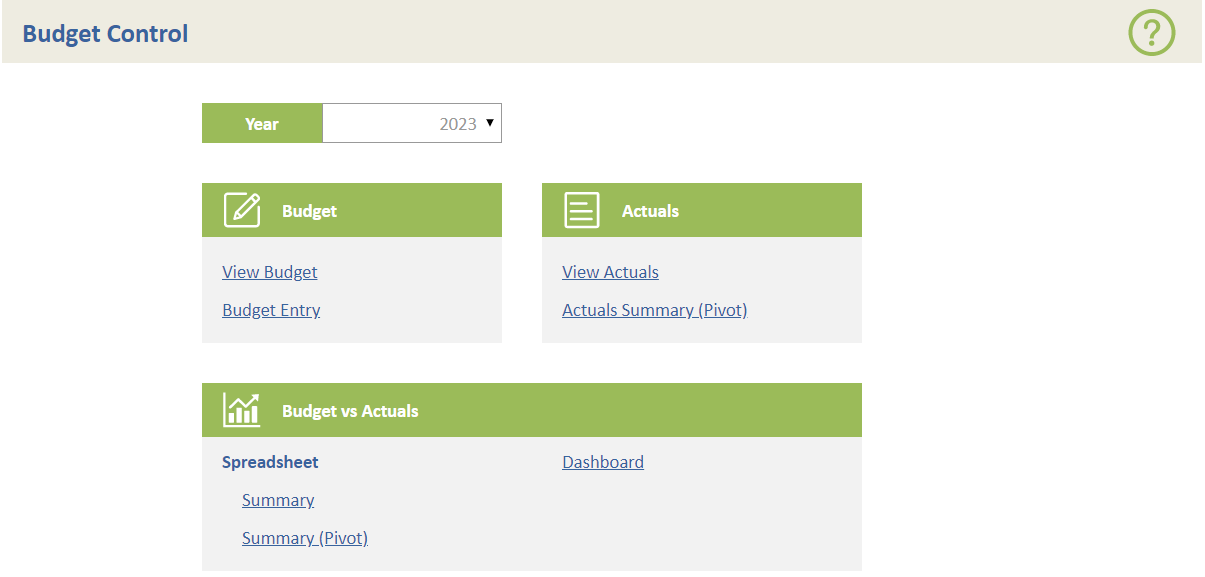 Budget Control
?
Year 2023
Budget
View Budget
Budget Entry
Actuals
View Actuals
Actuals Summary (Pivot)
Budget vs Actuals
Spreadsheet
Summary
Summary (Pivot)
Dashboard